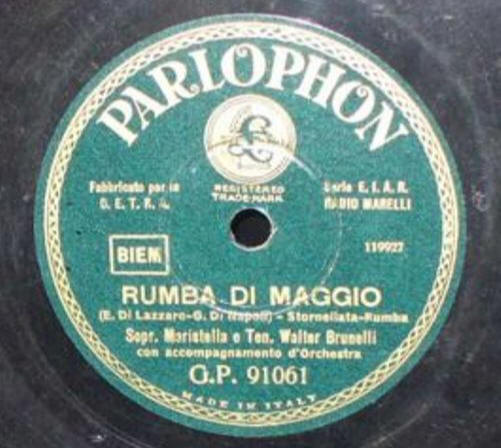 PARLOPHON
£
REGISTERED
TRADE-MARK
Fabbricato per la
C. E. T. R. A.
Serie E. I. A. R.
RADIO MARELLI
119927
BIEM
RUMBA DI MAGGIO
(E. Di Lazzaro-G. Di Napoli) - Stornellata-Rumba
Sopr. Maristella e Ten. Walter Brunelli
con accompagnamento d'Orchestra
G.P. 91061
MADE IN ITALY